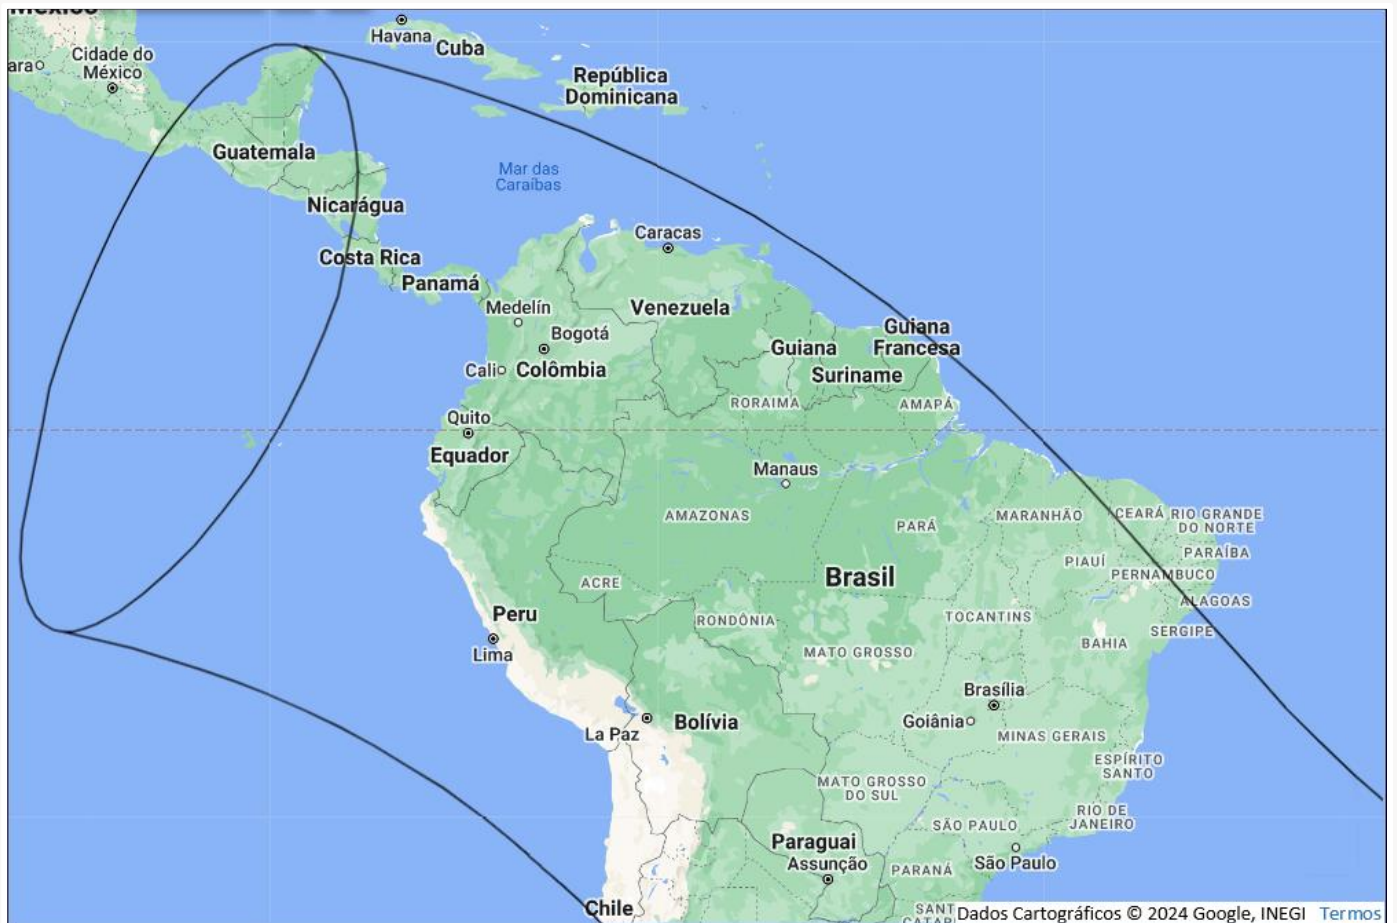 México
Havana
Cuba
Cidade do
México
ara
República
Dominicana
Guatemala
Mar das
Caraíbas
Nicarágua
Caracas
Costa Rica
Panamá
Medelín
Venezuela
Bogotá
Guiana
Francesa
Guiana
Cali
Colômbia
Suriname
RORAIMA
AMAPÁ
Quito
Equador
Manaus
AMAZONAS
PARÁ
MARANHÃO
CEARÁ
RIO GRANDE
DO NORTE
PARAÍBA
PIAUÍ
PERNAMBUCO
ACRE
Brasil
ALAGOAS
Peru
RONDÔNIA
TOCANTINS
SERGIPE
Lima
MATO GROSSO
BAHIA
Brasília
Goiânia
La Paz
Bolívia
MINAS GERAIS
ESPÍRITO
SANTO
MATO GROSSO
DO SUL
RIO DE
JANEIRO
SÃO PAULO
Paraguai
Assunção
São Paulo
PARANÁ
Chile
SANT
CATAR
Dados Cartográficos © 2024 Google, INEGI Termos